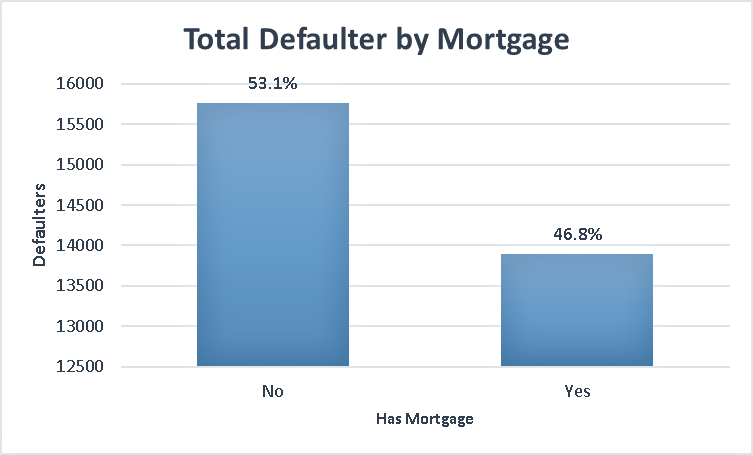 Total Defaulter by Mortgage
16000
15500
15000
14500
14000
13500
13000
12500
Defaulters
53.1%
46.8%
No
Yes
Has Mortgage